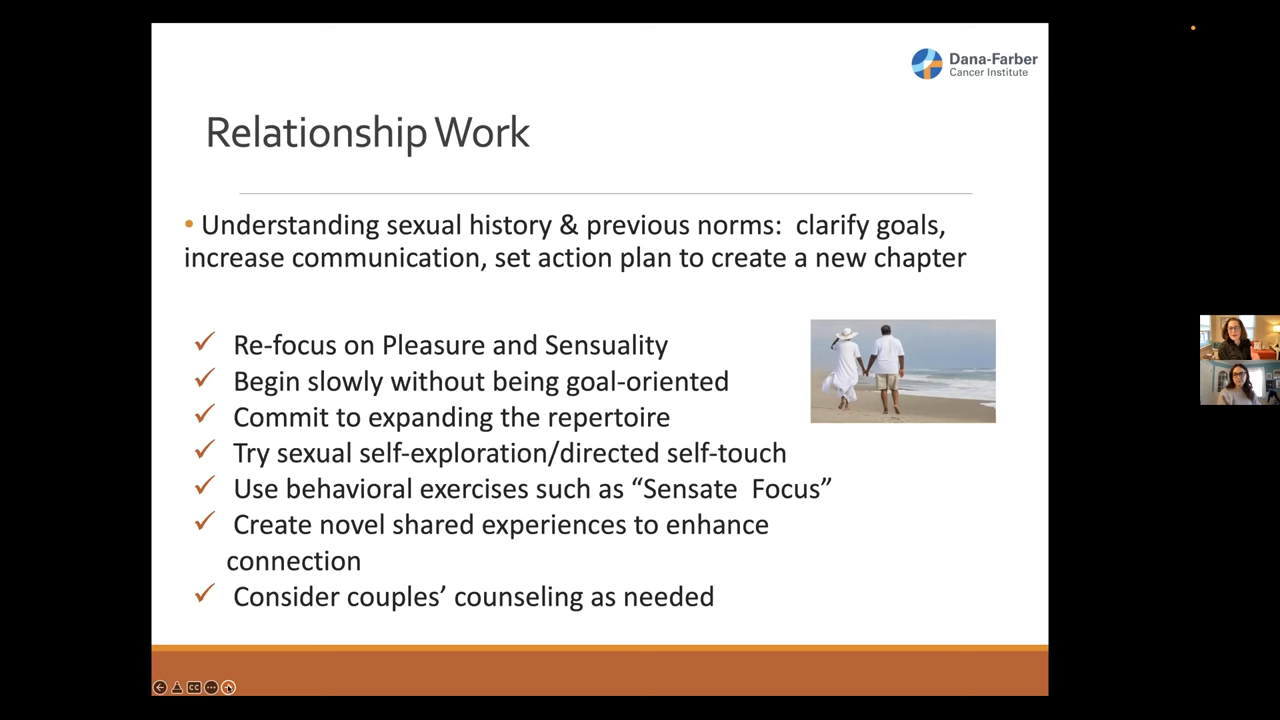 Dana-Farber
Cancer Institute
Relationship Work
• Understanding sexual history & previous norms:  clarify goals,
increase communication, set action plan to create a new chapter
✓ Re-focus on Pleasure and Sensuality
✓ Begin slowly without being goal-oriented
✓ Commit to expanding the repertoire
✓ Try sexual self-exploration/directed self-touch
✓ Use behavioral exercises such as “Sensate  Focus”
✓ Create novel shared experiences to enhance
connection
✓ Consider couples’ counseling as needed
CC